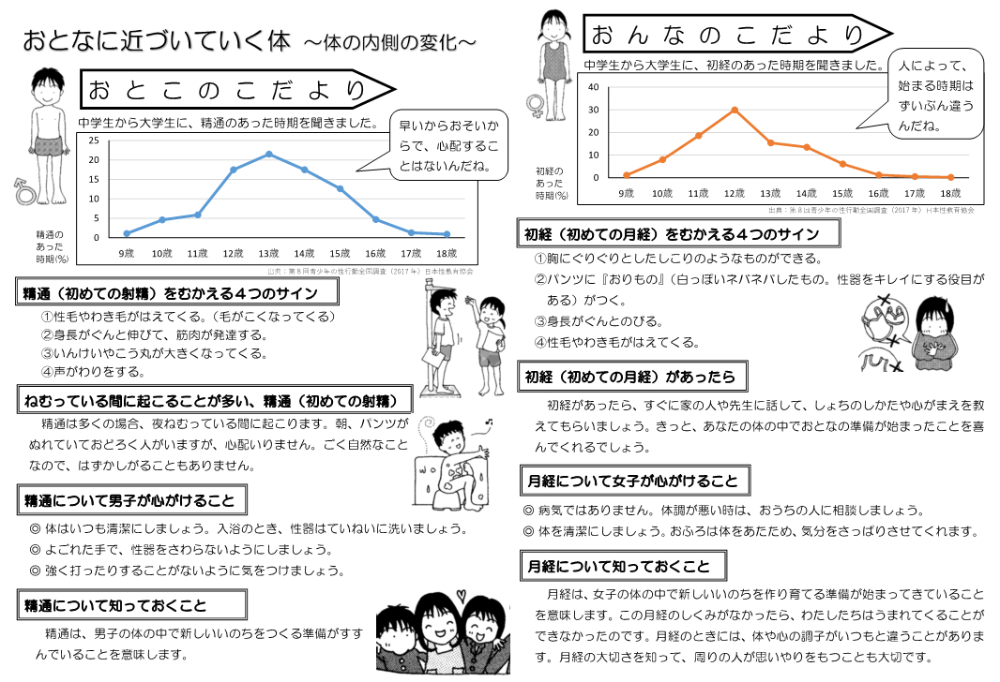 おとなに近づいていく体 ～体の内側の変化～
おとこのこだより
中学生から大学生に、精通のあった時期を聞きました。
早いからおそいか
らで、心配するこ
とはないんだね。
25
20
15
10
5
0
9歳 10歳 11歳 12歳 13歳 14歳 15歳 16歳 17歳 18歳
精通の
あった
時期(%)
出典：第８回青少年の性行動全国調査（2017 年）日本性教育協会
精通（初めての射精）をむかえる４つのサイン
①性毛やわき毛がはえてくる。（毛がこくなってくる）
②身長がぐんと伸びて、筋肉が発達する。
③いんけいやこう丸が大きくなってくる。
④声がわりをする。
ねむっている間に起こることが多い、精通（初めての射精）
精通は多くの場合、夜ねむっている間に起こります。朝、パンツが
ぬれていておどろく人がいますが、心配いりません。ごく自然なこと
なので、はずかしがることもありません。
精通について男子が心がけること
◎ 体はいつも清潔にしましょう。入浴のとき、性器はていねいに洗いましょう。
◎ よごれた手で、性器をさわらないようにしましょう。
◎ 強く打ったりすることがないように気をつけましょう。
精通について知っておくこと
精通は、男子の体の中で新しいいのちをつくる準備がすす
んでいることを意味します。
おんなのこだより
中学生から大学生に、初経のあった時期を聞きました。
人によって、
始まる時期は
ずいぶん違う
んだね。
40
30
20
10
0
9歳 10歳 11歳 12歳 13歳 14歳 15歳 16歳 17歳 18歳
初経の
あった
時期(%)
出典：第８回青少年の性行動全国調査（2017 年）日本性教育協会
初経（初めての月経）をむかえる４つのサイン
①胸にぐりぐりとしたしこりのようなものができる。
②パンツに『おりもの』（白っぽいネバネバしたもの。性器をキレイにする役目が
ある）がつく。
③身長がぐんとのびる。
④性毛やわき毛がはえてくる。
初経（初めての月経）があったら
初経があったら、すぐに家の人や先生に話して、しょちのしかたや心がまえを教
えてもらいましょう。きっと、あなたの体の中でおとなの準備が始まったことを喜
んでくれるでしょう。
月経について女子が心がけること
◎ 病気ではありません。体調が悪い時は、おうちの人に相談しましょう。
◎ 体を清潔にしましょう。おふろは体をあたため、気分をさっぱりさせてくれます。
月経について知っておくこと
月経は、女子の体の中で新しいいのちを作り育てる準備が始まってきていること
を意味します。この月経のしくみがなかったら、わたしたちはうまれてくることが
できなかったのです。月経のときには、体や心の調子がいつもと違うことがありま
す。月経の大切さを知って、周りの人が思いやりをもつことも大切です。